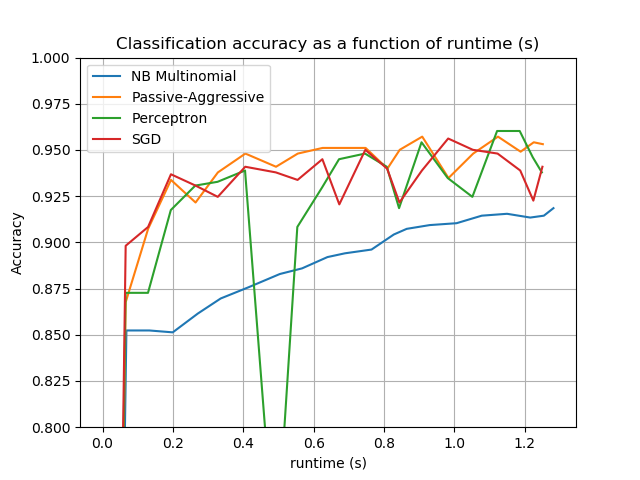 Classification accuracy as a function of runtime (s)
NB Multinomial
Passive-Aggressive
Perceptron
SGD
Accuracy
1.000
0.975
0.950
0.925
0.900
0.875
0.850
0.825
0.800
0.0 0.2 0.4 0.6 0.8 1.0 1.2
runtime (s)